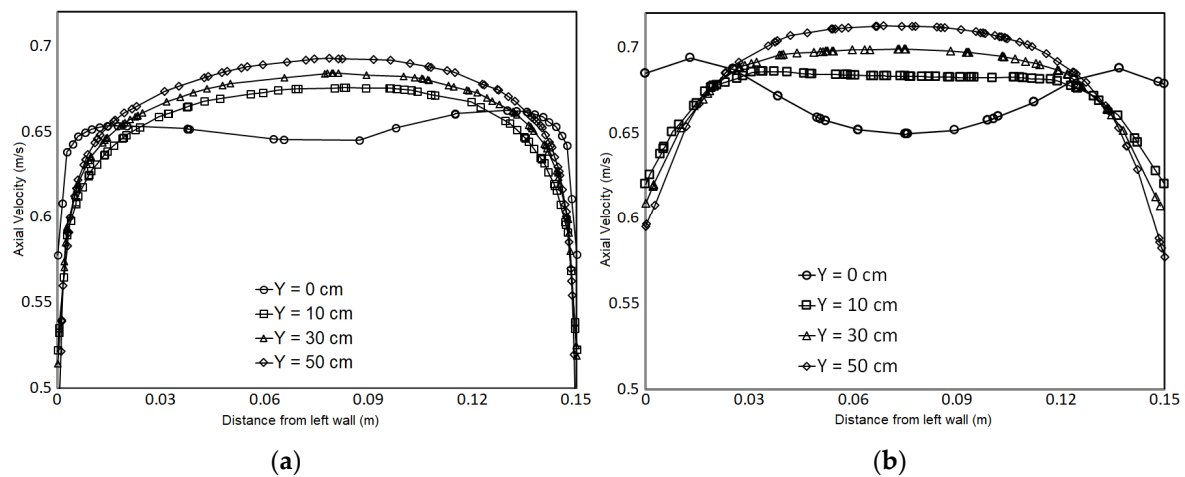 0.7
0.65
0.6
0.55
0.5
Axial Velocity (m/s)
Y = 0 cm
Y = 10 cm
Y = 30 cm
Y = 50 cm
0 0.03 0.06 0.09 0.12 0.15
Distance from left wall (m)
(a)
0.7
0.65
0.6
0.55
0.5
Axial Velocity (m/s)
Y = 0 cm
Y = 10 cm
Y = 30 cm
Y = 50 cm
0 0.03 0.06 0.09 0.12 0.15
Distance from left wall (m)
(b)